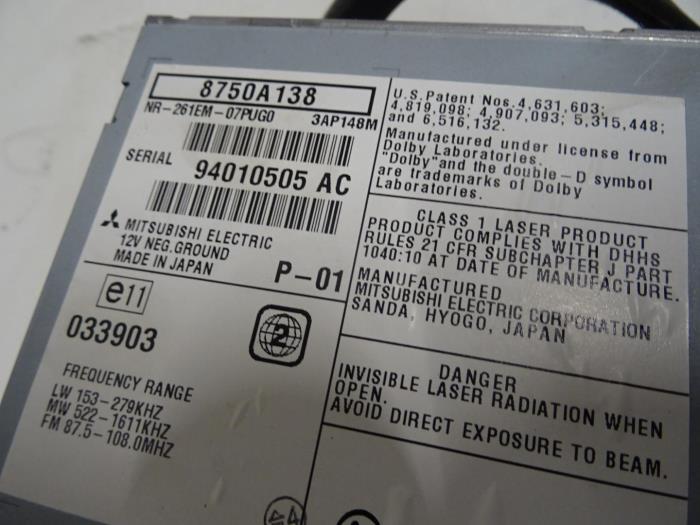 8750A138
NR-261EM-07PUG0 3AP148M
SERIAL 94010505 AC
MITSUBISHI ELECTRIC
12V NEG. GROUND
MADE IN JAPAN
P-01
e11
033903
2
FREQUENCY RANGE
LW 153-279KHZ
MW 522-1611KHZ
FM 87.5-108.0MHZ
U.S.Patent Nos.4,631,603;
4,819,098; 4,907,093; 5,315,448;
and 6,516,132.
Manufactured under license from
Dolby Laboratories.
"Dolby"and the double-D symbol
are trademarks of Dolby
Laboratories.
CLASS 1 LASER PRODUCT
PRODUCT COMPLIES WITH DHHS
RULES 21 CFR SUBCHAPTER J PART
1040:10 AT DATE OF MANUFACTURE.
MANUFACTURED
MITSUBISHI ELECTRIC CORPORATION
SANDA, HYOGO, JAPAN
DANGER
INVISIBLE LASER RADIATION WHEN
OPEN.
AVOID DIRECT EXPOSURE TO BEAM.